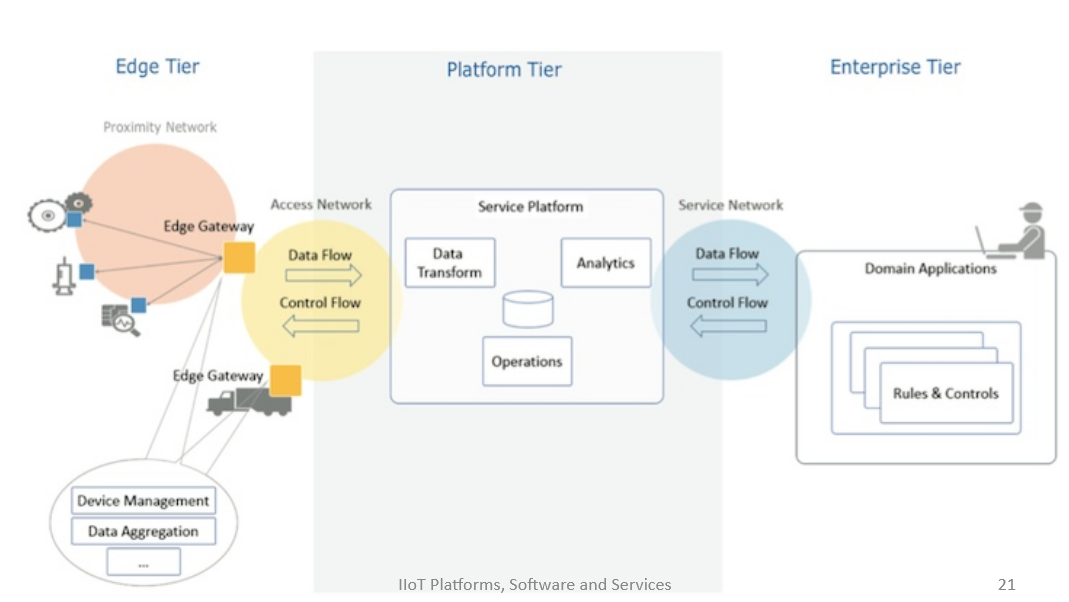 Edge Tier
Platform Tier
Enterprise Tier
Proximity Network
Edge Gateway
Access Network
Data Flow
Control Flow
Edge Gateway
Device Management
Data Aggregation
...
Service Platform
Data
Transform
Analytics
Operations
Service Network
Data Flow
Control Flow
Domain Applications
Rules & Controls
IIoT Platforms, Software and Services
21